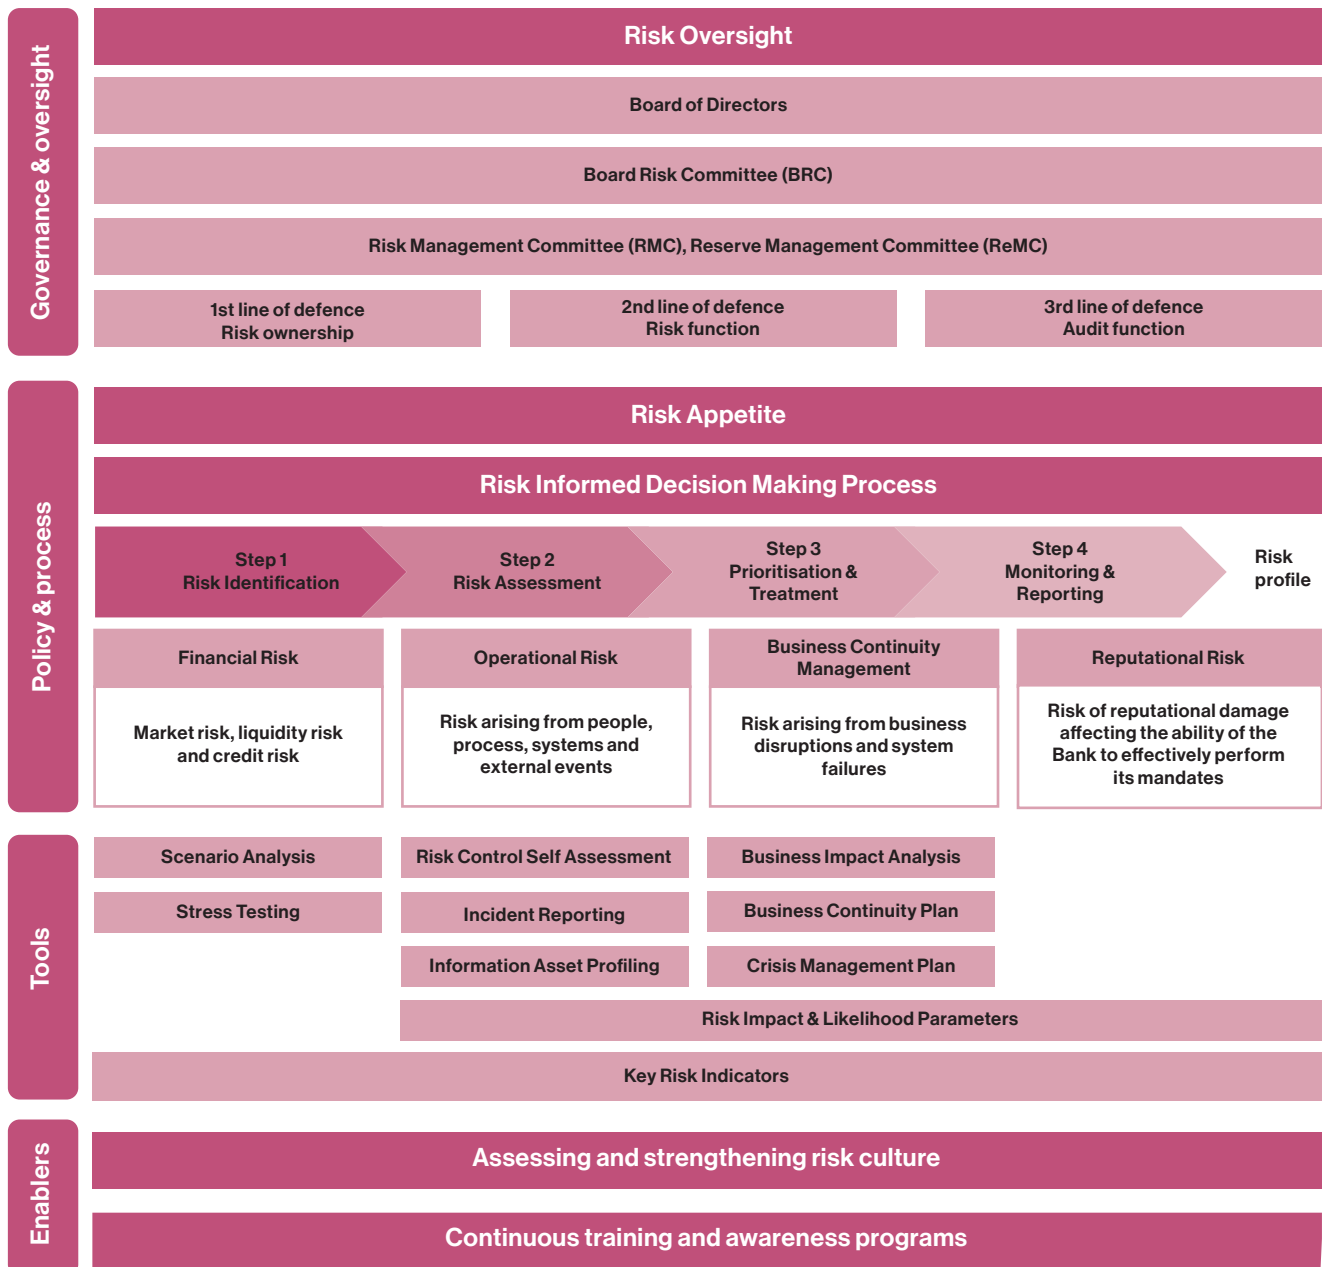 Governance & oversight
Risk Oversight
Board of Directors
Board Risk Committee (BRC)
Risk Management Committee (RMC), Reserve Management Committee (ReMC)
1st line of defence
Risk ownership
2nd line of defence
Risk function
3rd line of defence
Audit function
Policy & process
Risk Appetite
Risk Informed Decision Making Process
Step 1
Risk Identification
Step 2
Risk Assessment
Step 3
Prioritisation &
Treatment
Step 4
Monitoring &
Reporting
Risk
profile
Financial Risk
Market risk, liquidity risk
and credit risk
Operational Risk
Risk arising from people,
process, systems and
external events
Business Continuity
Management
Risk arising from business
disruptions and system
failures
Reputational Risk
Risk of reputational damage
affecting the ability of the
Bank to effectively perform
its mandates
Tools
Scenario Analysis
Stress Testing
Risk Control Self Assessment
Incident Reporting
Information Asset Profiling
Business Impact Analysis
Business Continuity Plan
Crisis Management Plan
Risk Impact & Likelihood Parameters
Key Risk Indicators
Enablers
Assessing and strengthening risk culture
Continuous training and awareness programs